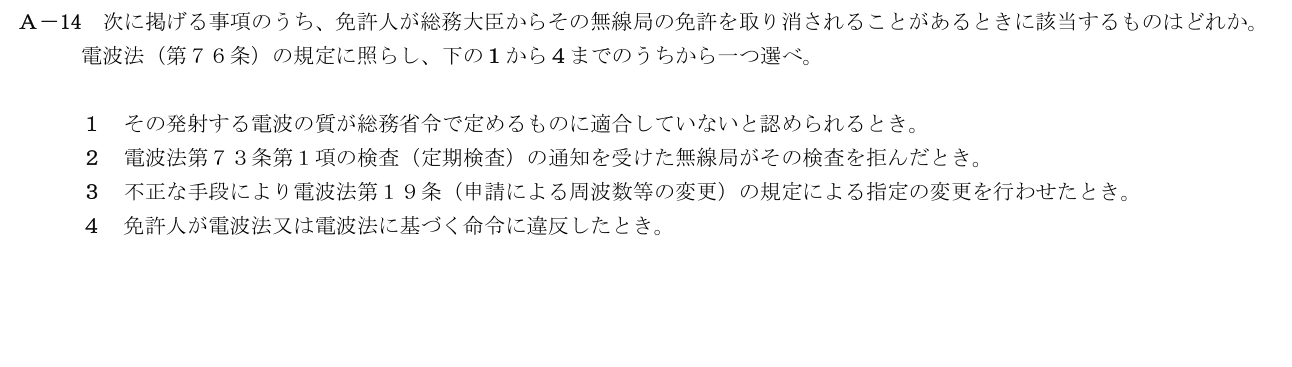 A－14　次に掲げる事項のうち、免許人が総務大臣からその無線局の免許を取り消されることがあるときに該当するものはどれか。
電波法（第７６条）の規定に照らし、下の1から4までのうちから一つ選べ。
1　その発射する電波の質が総務省令で定めるものに適合していないと認められるとき。
2　電波法第７３条第１項の検査（定期検査）の通知を受けた無線局がその検査を拒んだとき。
3　不正な手段により電波法第１９条（申請による周波数等の変更）の規定による指定の変更を行わせたとき。
4　免許人が電波法又は電波法に基づく命令に違反したとき。